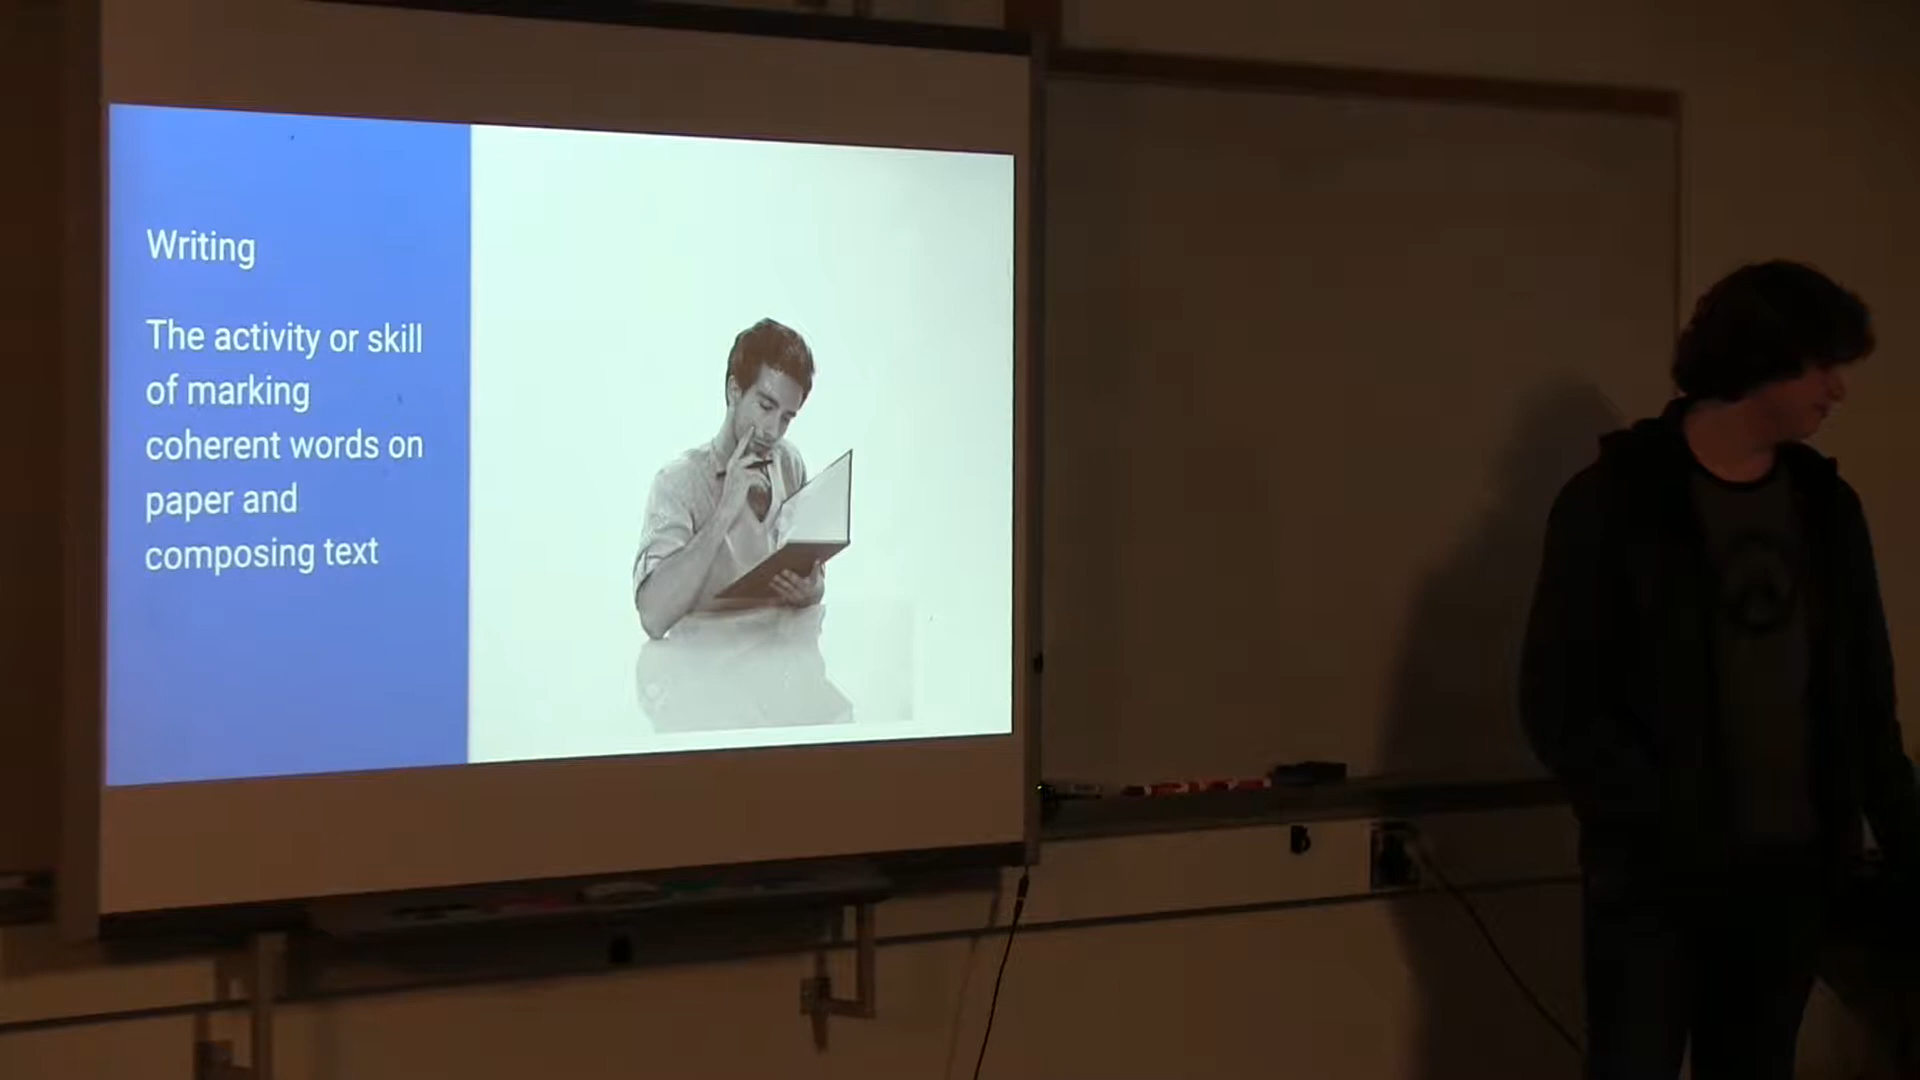 Writing
The activity or skill
of marking
coherent words on
paper and
composing text